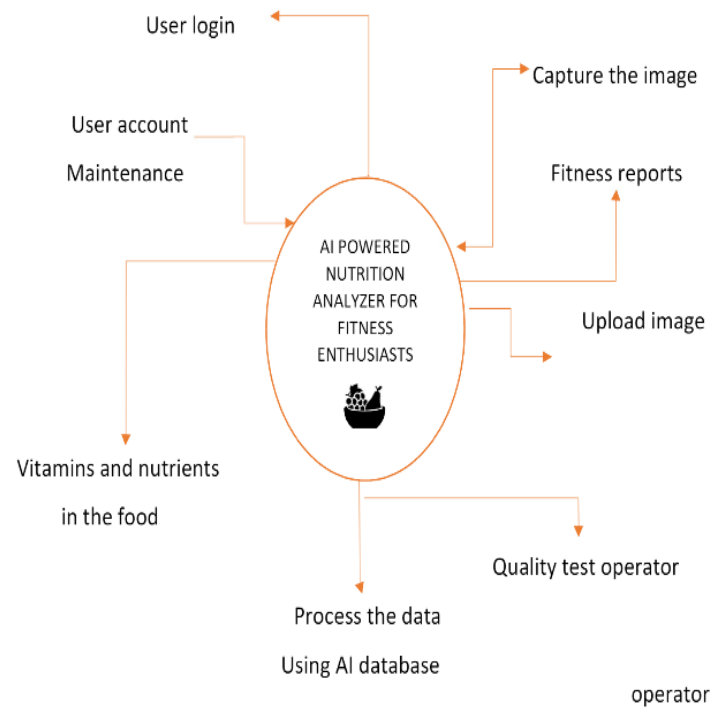 User login
Capture the image
User account
Maintenance
Fitness reports
AI POWERED
NUTRITION
ANALYZER FOR
FITNESS
ENTHUSIASTS
Upload image
Vitamins and nutrients
in the food
Quality test operator
Process the data
Using AI database
operator